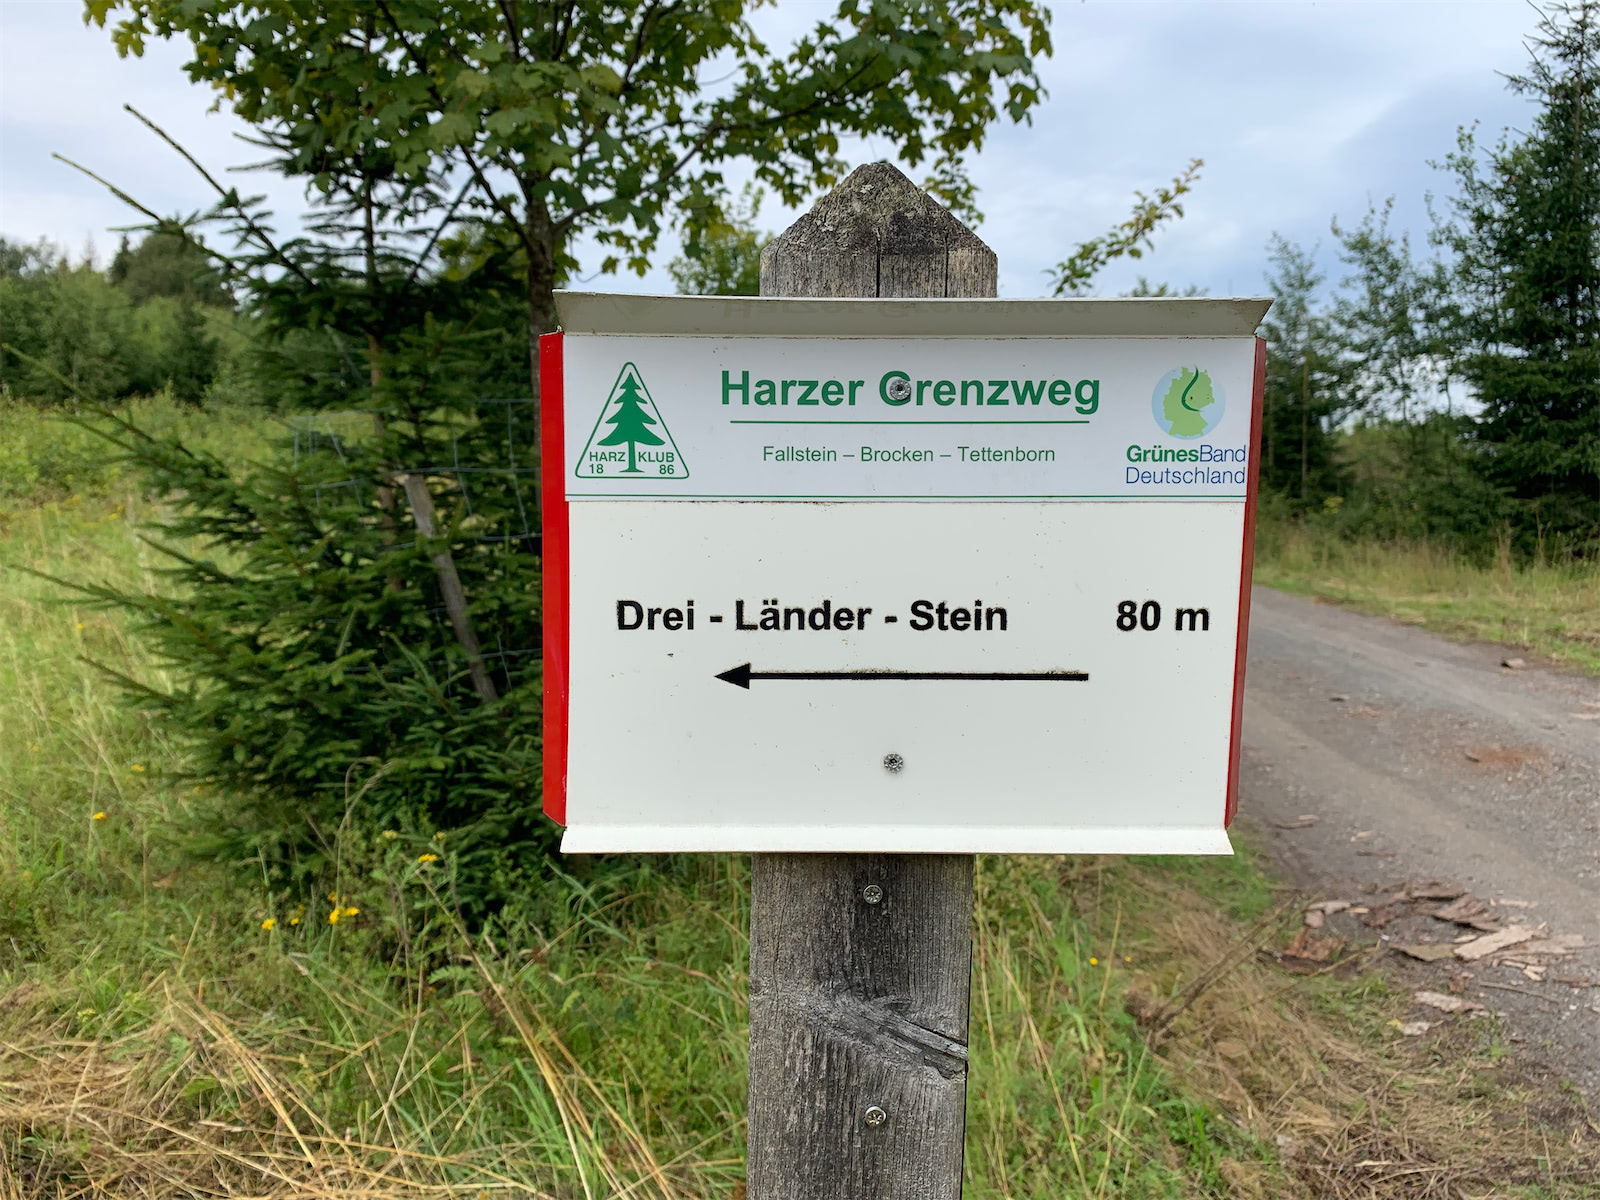 Harzer Grenzweg
Fallstein – Brocken – Tettenborn
HARZ KLUB
18 86
GrünesBand
Deutschland
Drei - Länder - Stein 80 m